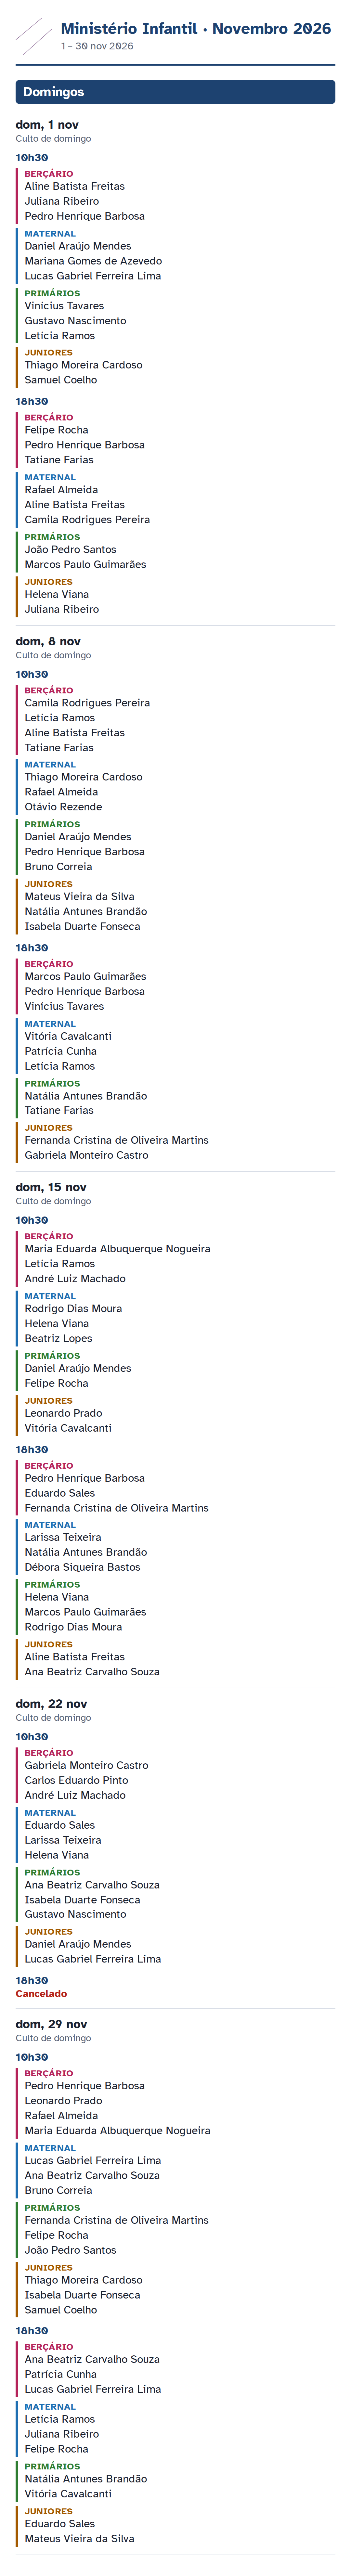 Ministério Infantil · Novembro 2026
1 – 30 nov 2026
Domingos
dom, 1 nov
Culto de domingo
10h30
BERÇÁRIO
Aline Batista Freitas
Juliana Ribeiro
Pedro Henrique Barbosa
MATERNAL
Daniel Araújo Mendes
Mariana Gomes de Azevedo
Lucas Gabriel Ferreira Lima
PRIMÁRIOS
Vinícius Tavares
Gustavo Nascimento
Letícia Ramos
JUNIORES
Thiago Moreira Cardoso
Samuel Coelho
18h30
BERÇÁRIO
Felipe Rocha
Pedro Henrique Barbosa
Tatiane Farias
MATERNAL
Rafael Almeida
Aline Batista Freitas
Camila Rodrigues Pereira
PRIMÁRIOS
João Pedro Santos
Marcos Paulo Guimarães
JUNIORES
Helena Viana
Juliana Ribeiro
dom, 8 nov
Culto de domingo
10h30
BERÇÁRIO
Camila Rodrigues Pereira
Letícia Ramos
Aline Batista Freitas
Tatiane Farias
MATERNAL
Thiago Moreira Cardoso
Rafael Almeida
Otávio Rezende
PRIMÁRIOS
Daniel Araújo Mendes
Pedro Henrique Barbosa
Bruno Correia
JUNIORES
Mateus Vieira da Silva
Natália Antunes Brandão
Isabela Duarte Fonseca
18h30
BERÇÁRIO
Marcos Paulo Guimarães
Pedro Henrique Barbosa
Vinícius Tavares
MATERNAL
Vitória Cavalcanti
Patrícia Cunha
Letícia Ramos
PRIMÁRIOS
Natália Antunes Brandão
Tatiane Farias
JUNIORES
Fernanda Cristina de Oliveira Martins
Gabriela Monteiro Castro
dom, 15 nov
Culto de domingo
10h30
BERÇÁRIO
Maria Eduarda Albuquerque Nogueira
Letícia Ramos
André Luiz Machado
MATERNAL
Rodrigo Dias Moura
Helena Viana
Beatriz Lopes
PRIMÁRIOS
Daniel Araújo Mendes
Felipe Rocha
JUNIORES
Leonardo Prado
Vitória Cavalcanti
18h30
BERÇÁRIO
Pedro Henrique Barbosa
Eduardo Sales
Fernanda Cristina de Oliveira Martins
MATERNAL
Larissa Teixeira
Natália Antunes Brandão
Débora Siqueira Bastos
PRIMÁRIOS
Helena Viana
Marcos Paulo Guimarães
Rodrigo Dias Moura
JUNIORES
Aline Batista Freitas
Ana Beatriz Carvalho Souza
dom, 22 nov
Culto de domingo
10h30
BERÇÁRIO
Gabriela Monteiro Castro
Carlos Eduardo Pinto
André Luiz Machado
MATERNAL
Eduardo Sales
Larissa Teixeira
Helena Viana
PRIMÁRIOS
Ana Beatriz Carvalho Souza
Isabela Duarte Fonseca
Gustavo Nascimento
JUNIORES
Daniel Araújo Mendes
Lucas Gabriel Ferreira Lima
18h30
Cancelado
dom, 29 nov
Culto de domingo
10h30
BERÇÁRIO
Pedro Henrique Barbosa
Leonardo Prado
Rafael Almeida
Maria Eduarda Albuquerque Nogueira
MATERNAL
Lucas Gabriel Ferreira Lima
Ana Beatriz Carvalho Souza
Bruno Correia
PRIMÁRIOS
Fernanda Cristina de Oliveira Martins
Felipe Rocha
João Pedro Santos
JUNIORES
Thiago Moreira Cardoso
Isabela Duarte Fonseca
Samuel Coelho
18h30
BERÇÁRIO
Ana Beatriz Carvalho Souza
Patrícia Cunha
Lucas Gabriel Ferreira Lima
MATERNAL
Letícia Ramos
Juliana Ribeiro
Felipe Rocha
PRIMÁRIOS
Natália Antunes Brandão
Vitória Cavalcanti
JUNIORES
Eduardo Sales
Mateus Vieira da Silva